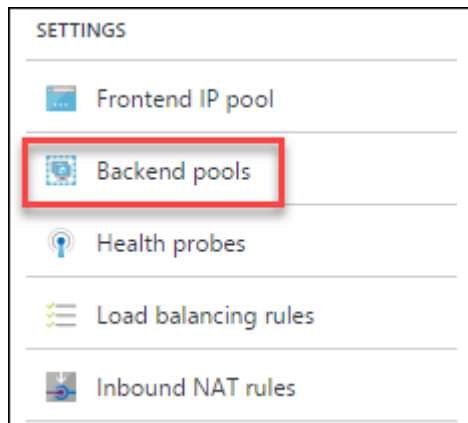 SETTINGS
Frontend IP pool
Backend pools
Health probes
Load balancing rules
Inbound NAT rules